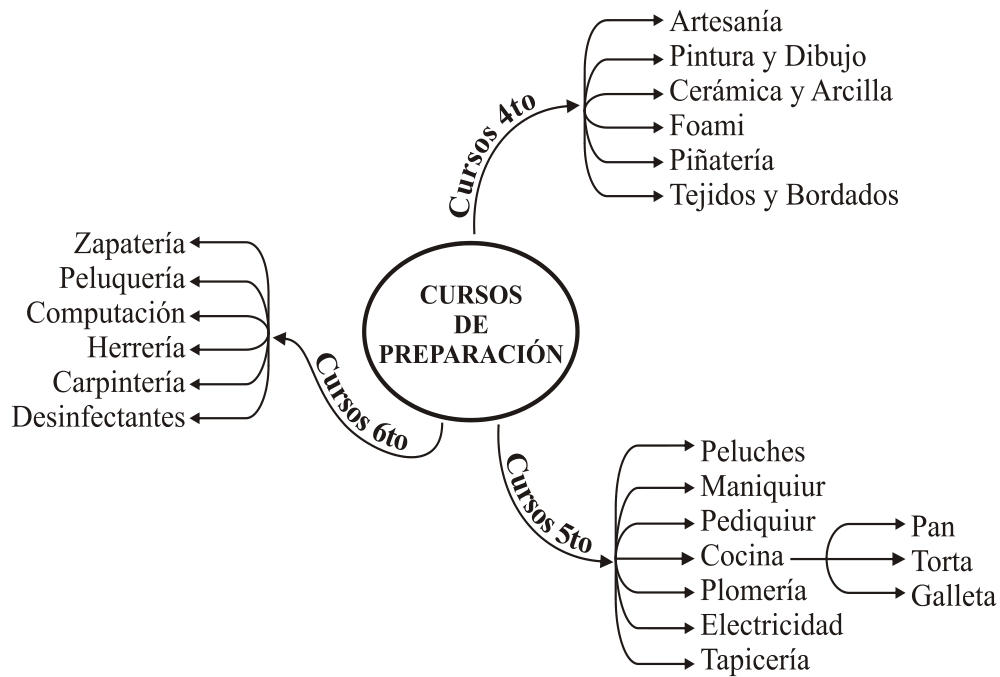 CURSOS
DE
PREPARACIÓN
Cursos 4to
Artesanía
Pintura y Dibujo
Cerámica y Arcilla
Foami
Piñatería
Tejidos y Bordados
Cursos 5to
Peluches
Maniquiur
Pediquiur
Cocina
Pan
Torta
Galleta
Plomería
Electricidad
Tapicería
Cursos 6to
Zapatería
Peluquería
Computación
Herrería
Carpintería
Desinfectantes